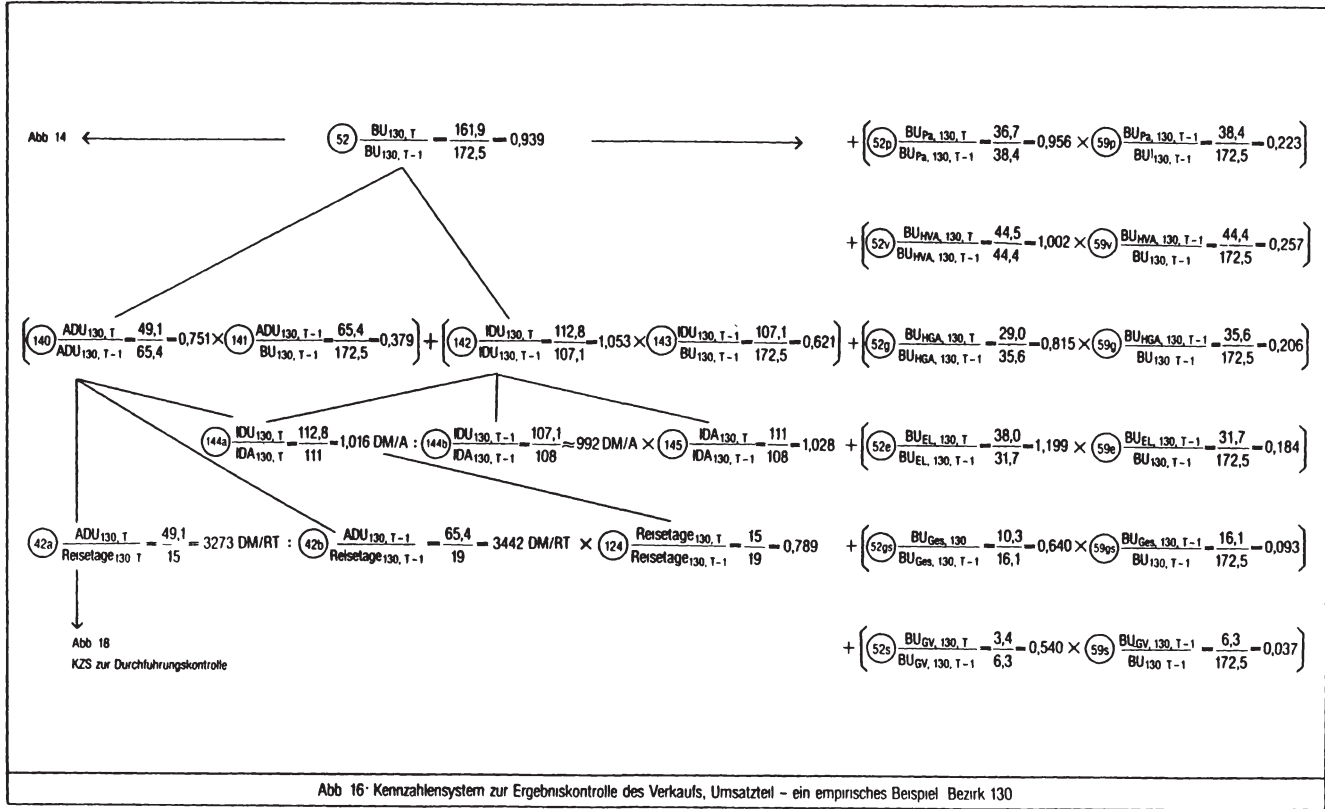 Abb 14
(52) BU130, T / BU130, T-1 = 161,9 / 172,5 = 0,939
+ [(52p) BUPa, 130, T / BUPa, 130, T-1 = 36,7 / 38,4 = 0,956 × (59p) BUPa, 130, T-1 / BU130, T-1 = 38,4 / 172,5 = 0,223]
+ [(52v) BUHVA, 130, T / BUHVA, 130, T-1 = 44,5 / 44,4 = 1,002 × (59v) BUHVA, 130, T-1 / BU130, T-1 = 44,4 / 172,5 = 0,257]
[(140) ADU130, T / ADU130, T-1 = 49,1 / 65,4 = 0,751 × (141) ADU130, T-1 / BU130, T-1 = 65,4 / 172,5 = 0,379] + [(142) IDU130, T / IDU130, T-1 = 112,8 / 107,1 = 1,053 × (143) IDU130, T-1 / BU130, T-1 = 107,1 / 172,5 = 0,621]
+ [(52g) BUHGA, 130, T / BUHGA, 130, T-1 = 29,0 / 35,6 = 0,815 × (59g) BUHGA, 130, T-1 / BU130 T-1 = 35,6 / 172,5 = 0,206]
(144a) IDU130, T / IDA130, T = 112,8 / 111 = 1,016 DM/A : (144b) IDU130, T-1 / IDA130, T-1 = 107,1 / 108 ≈ 992 DM/A × (145) IDA130, T / IDA130, T-1 = 111 / 108 = 1,028
+ [(52e) BUEL, 130, T / BUEL, 130, T-1 = 38,0 / 31,7 = 1,199 × (59e) BUEL, 130, T-1 / BU130, T-1 = 31,7 / 172,5 = 0,184]
(42a) ADU130, T / Reisetage130 T = 49,1 / 15 = 3273 DM/RT : (42b) ADU130, T-1 / Reisetage130, T-1 = 65,4 / 19 = 3442 DM/RT × (124) Reisetage130, T / Reisetage130, T-1 = 15 / 19 = 0,789
+ [(52gs) BUGes, 130 / BUGes, 130, T-1 = 10,3 / 16,1 = 0,640 × (59gs) BUGes, 130, T-1 / BU130, T-1 = 16,1 / 172,5 = 0,093]
Abb 18
KZS zur Durchfuhrungskontrolle
+ [(52s) BUGV, 130, T / BUGV, 130, T-1 = 3,4 / 6,3 = 0,540 × (59s) BUGV, 130, T-1 / BU130 T-1 = 6,3 / 172,5 = 0,037]
Abb 16· Kennzahlensystem zur Ergebniskontrolle des Verkaufs, Umsatzteil – ein empirisches Beispiel Bezirk 130